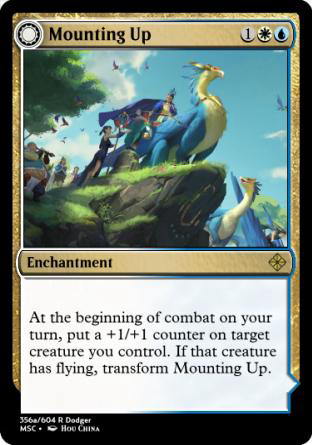 Mounting Up 1
Enchantment
At the beginning of combat on your
turn, put a +1/+1 counter on target
creature you control. If that creature
has flying, transform Mounting Up.
356a/604 R Dodger
MSC • Hou China